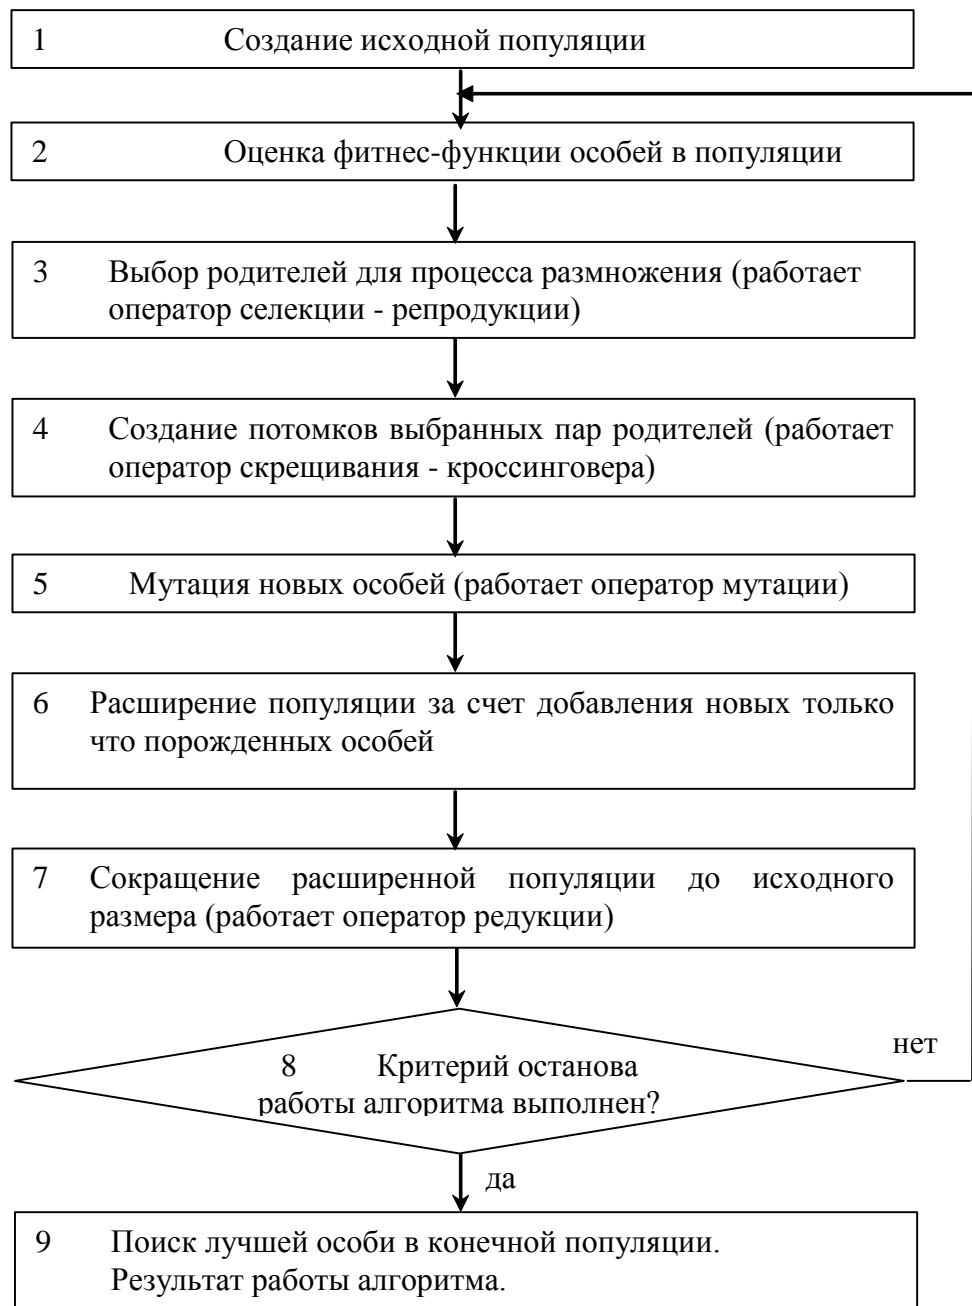 1 Создание исходной популяции
2 Оценка фитнес-функции особей в популяции
3 Выбор родителей для процесса размножения (работает
оператор селекции - репродукции)
4 Создание потомков выбранных пар родителей (работает
оператор скрещивания - кроссинговера)
5 Мутация новых особей (работает оператор мутации)
6 Расширение популяции за счет добавления новых только
что порожденных особей
7 Сокращение расширенной популяции до исходного
размера (работает оператор редукции)
нет
8 Критерий останова
работы алгоритма выполнен?
да
9 Поиск лучшей особи в конечной популяции.
Результат работы алгоритма.